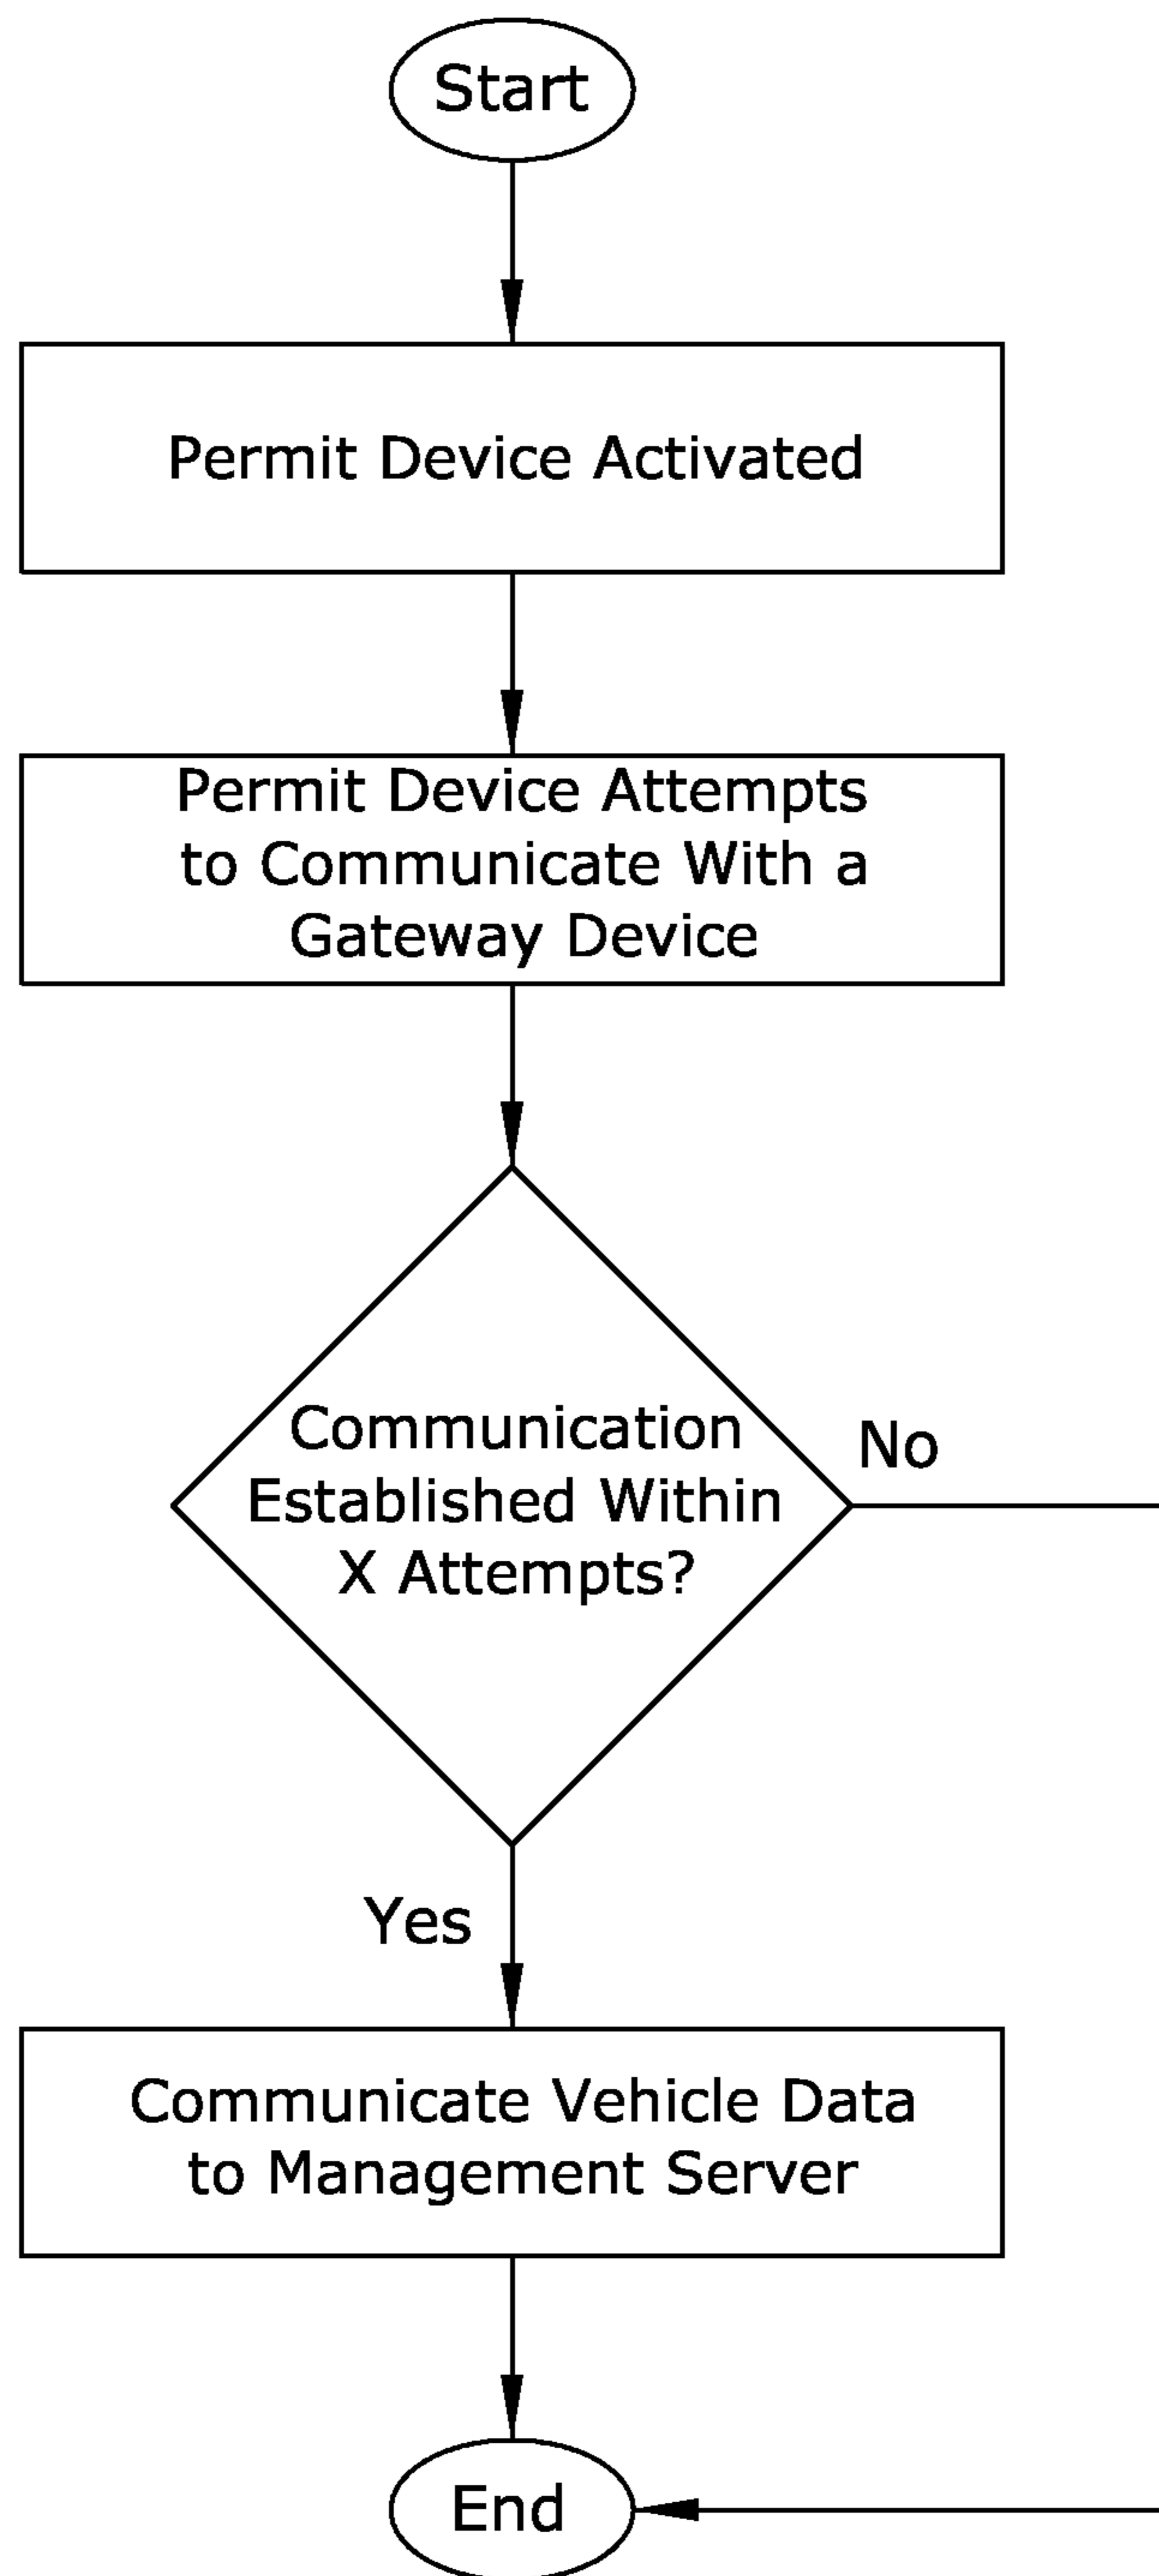 Start
Permit Device Activated
Permit Device Attempts
to Communicate With a
Gateway Device
Communication
Established Within
X Attempts?
No
Yes
Communicate Vehicle Data
to Management Server
End